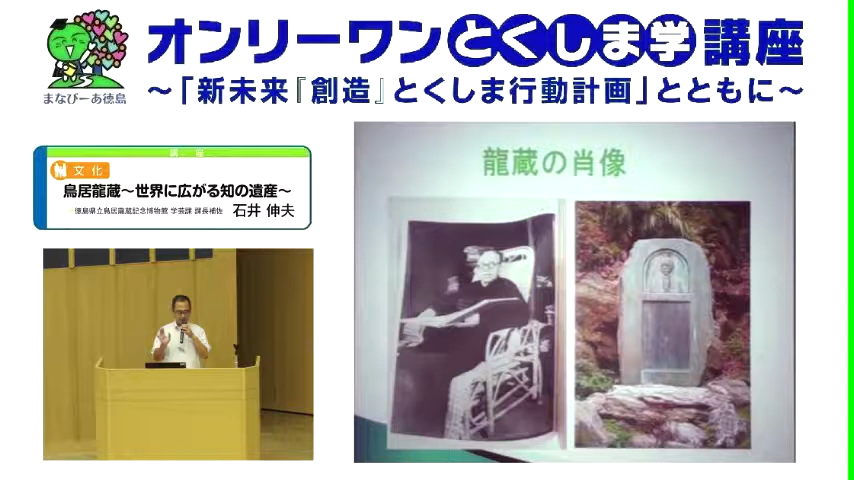 オンリーワンとくしま学講座
～「新未来『創造』とくしま行動計画」とともに～
まなびーあ徳島
講 座
文化
鳥居龍蔵～世界に広がる知の遺産～
徳島県立鳥居龍蔵記念博物館 学芸課 課長補佐 石井 伸夫
龍蔵の肖像